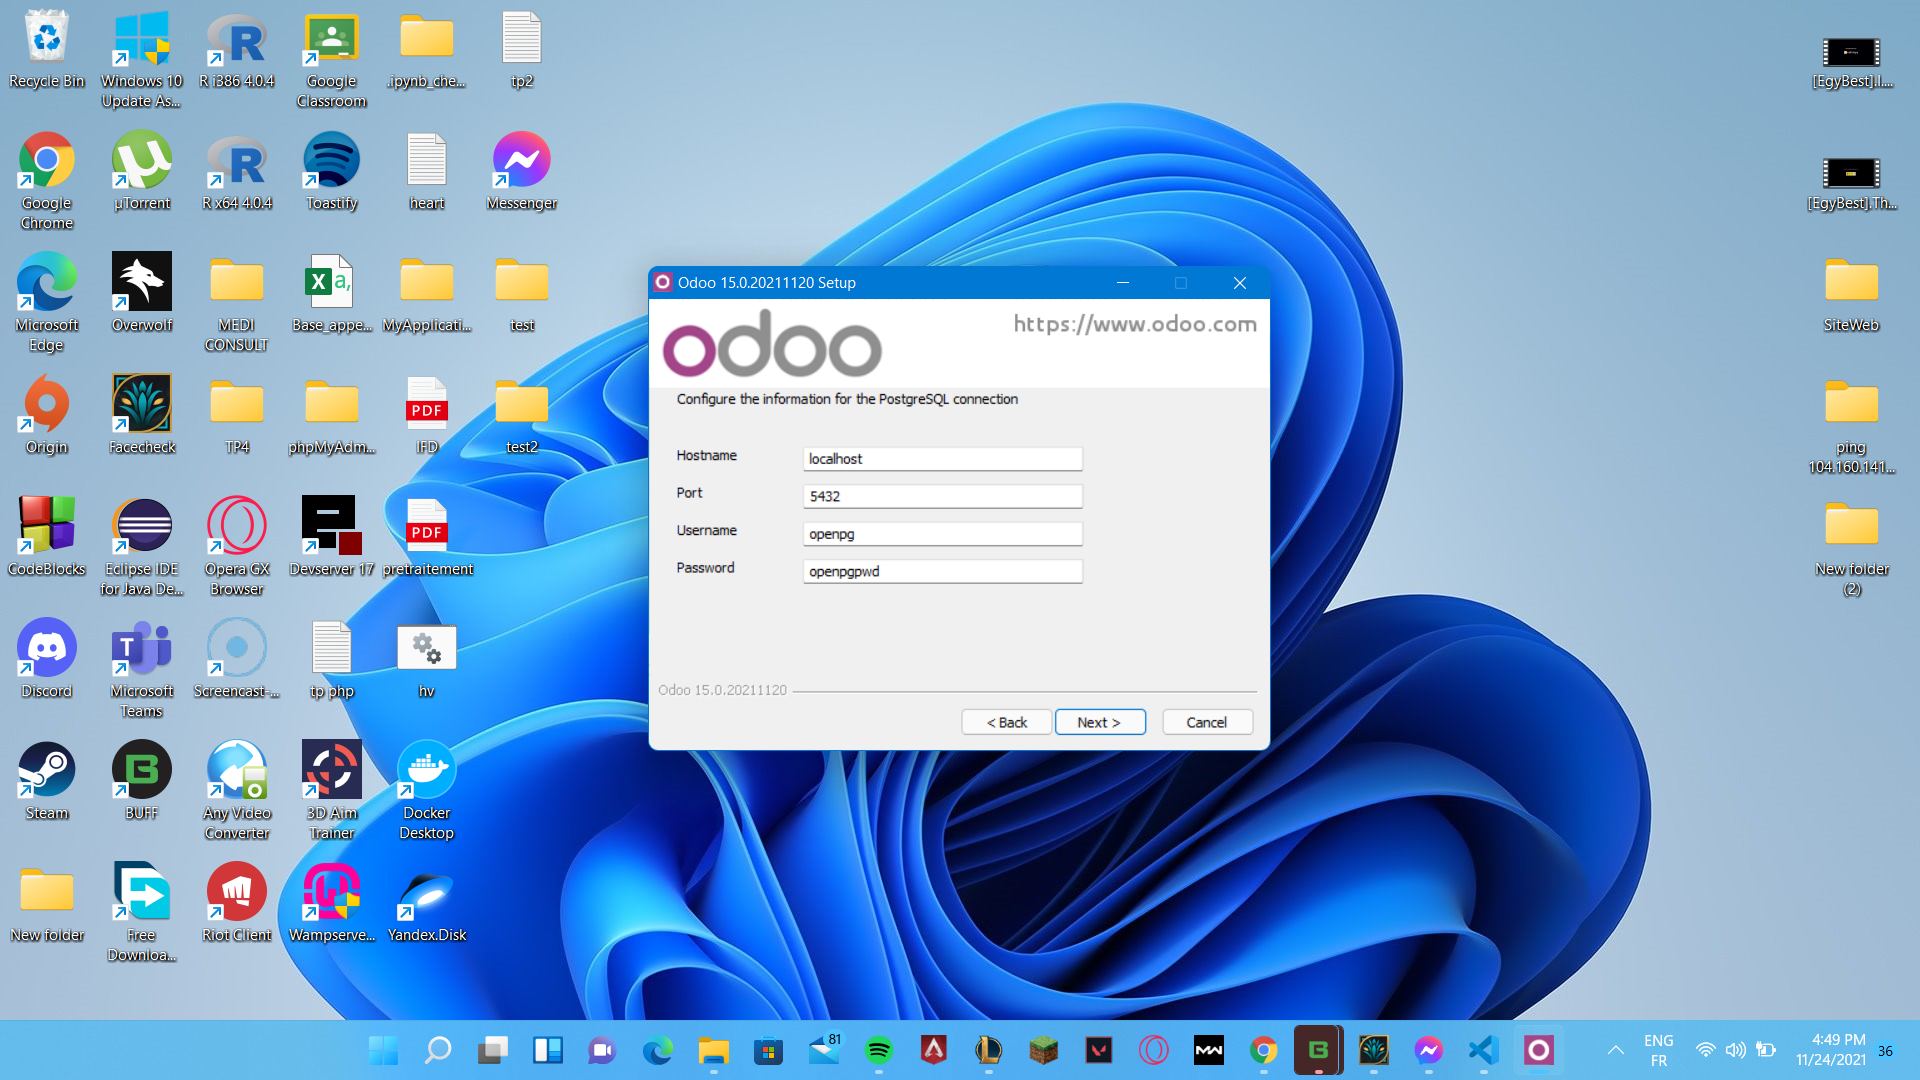 Recycle Bin
Windows 10
Update As...
R i386 4.0.4
Google
Classroom
.ipynb_che...
tp2
[EgyBest].I....
Google
Chrome
µTorrent
R x64 4.0.4
Toastify
heart
Messenger
[EgyBest].Th...
Microsoft
Edge
Overwolf
MEDI
CONSULT
Base_appe...
MyApplicati...
test
SiteWeb
Origin
Facecheck
TP4
phpMyAdm...
PDF
IFD
test2
ping
104.160.141...
CodeBlocks
Eclipse IDE
for Java De...
Opera GX
Browser
Devserver 17
PDF
pretraitement
New folder
(2)
Discord
Microsoft
Teams
Screencast-...
tp php
hv
Steam
BUFF
Any Video
Converter
3D Aim
Trainer
Docker
Desktop
New folder
Free
Downloa...
Riot Client
Wampserve...
Yandex.Disk
Odoo 15.0.20211120 Setup
odoo
https://www.odoo.com
Configure the information for the PostgreSQL connection
Hostname
localhost
Port
5432
Username
openpg
Password
openpgpwd
Odoo 15.0.20211120
< Back
Next >
Cancel
81
ENG
FR
4:49 PM
11/24/2021
36